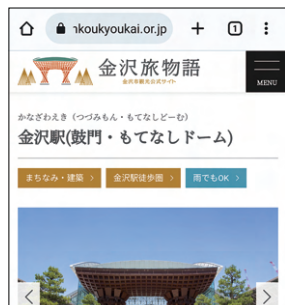 nkoukyoukai.or.jp
1
金沢旅物語
金沢市観光公式サイト
MENU
かなざわえき（つづみもん・もてなしどーむ）
金沢駅(鼓門・もてなしドーム)
まちなみ・建築
金沢駅徒歩圏
雨でもOK